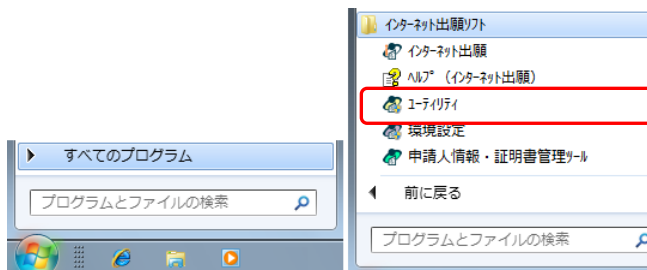 すべてのプログラム
プログラムとファイルの検索
インターネット出願ソフト
インターネット出願
ヘルプ (インターネット出願)
ユーティリティ
環境設定
申請人情報・証明書管理ツール
前に戻る
プログラムとファイルの検索